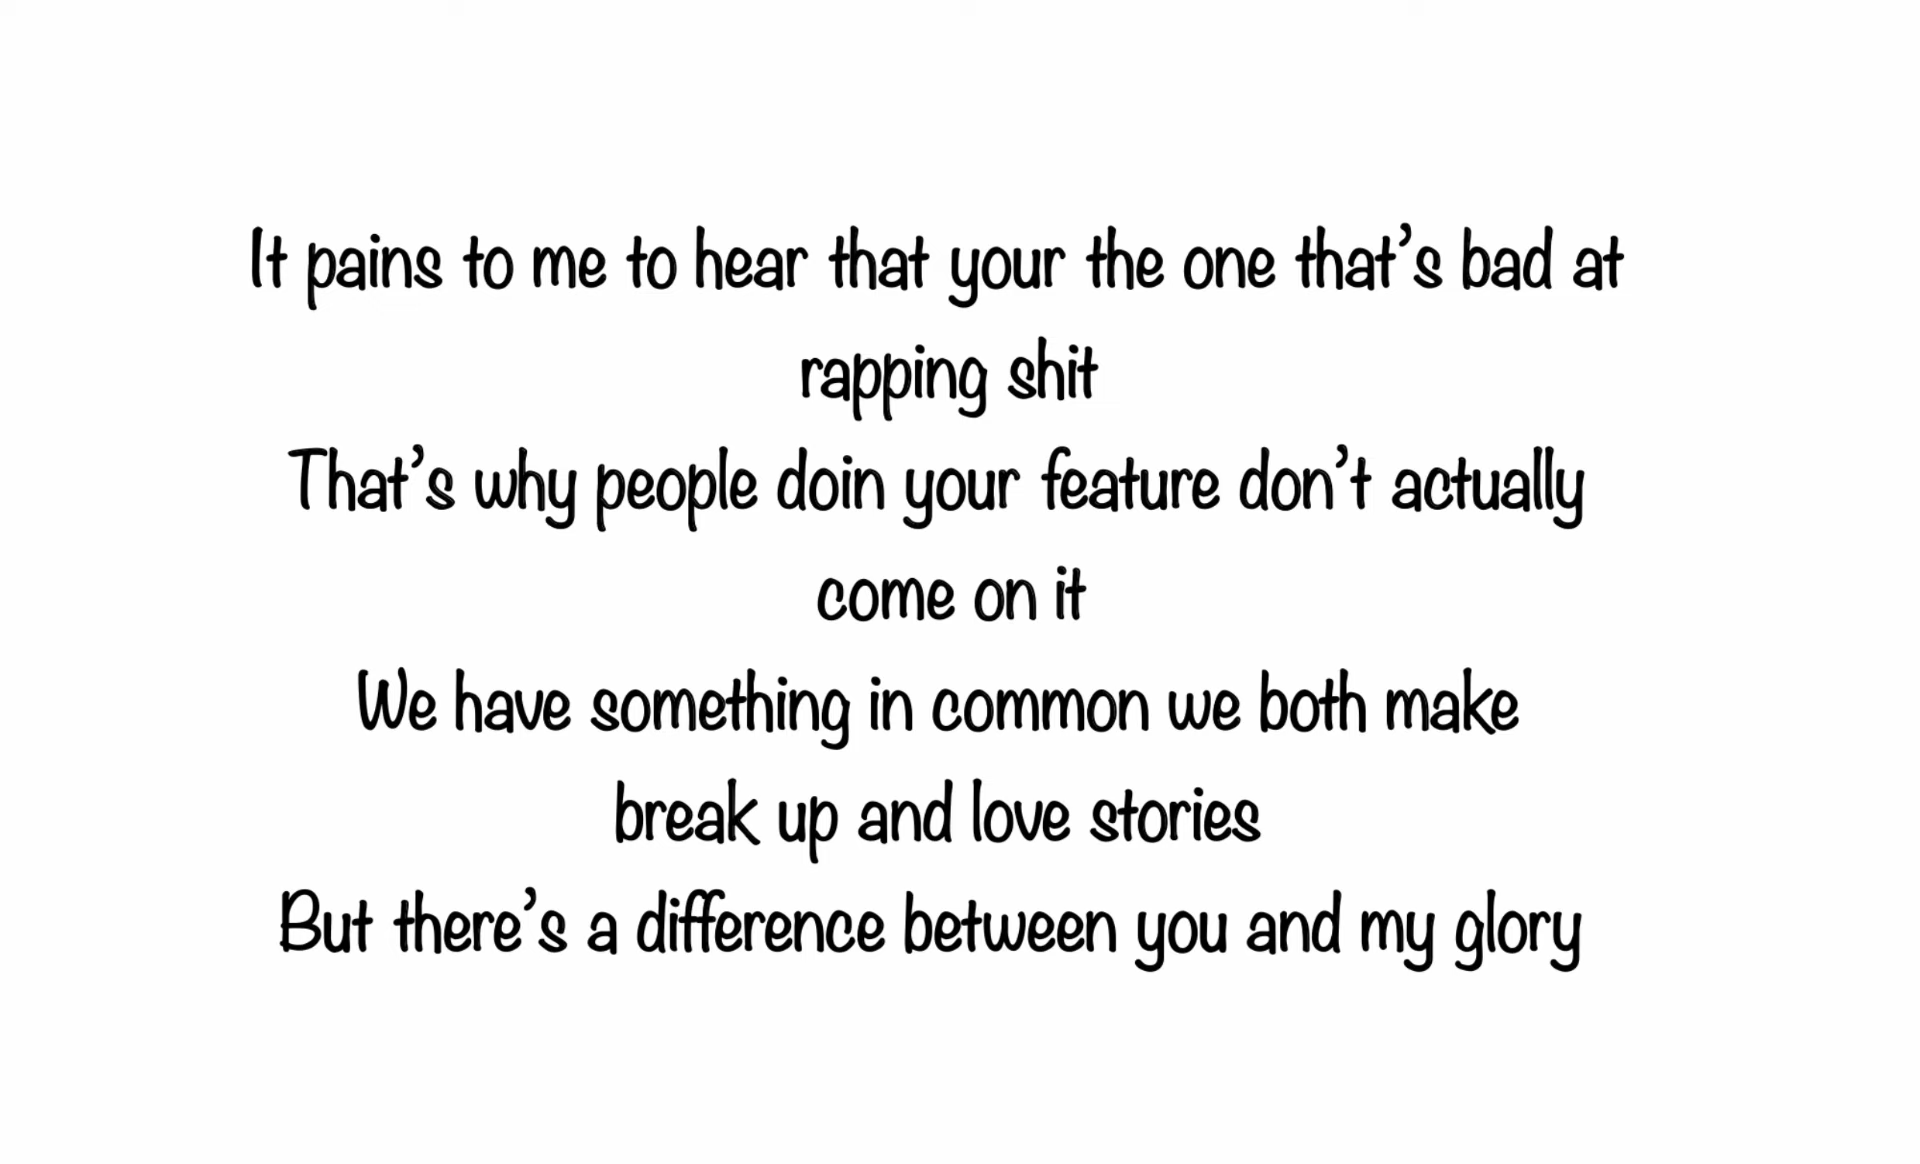 It pains to me to hear that your the one that's bad at
rapping shit
That's why people doin your feature don't actually
come on it
We have something in common we both make
break up and love stories
But there's a difference between you and my glory